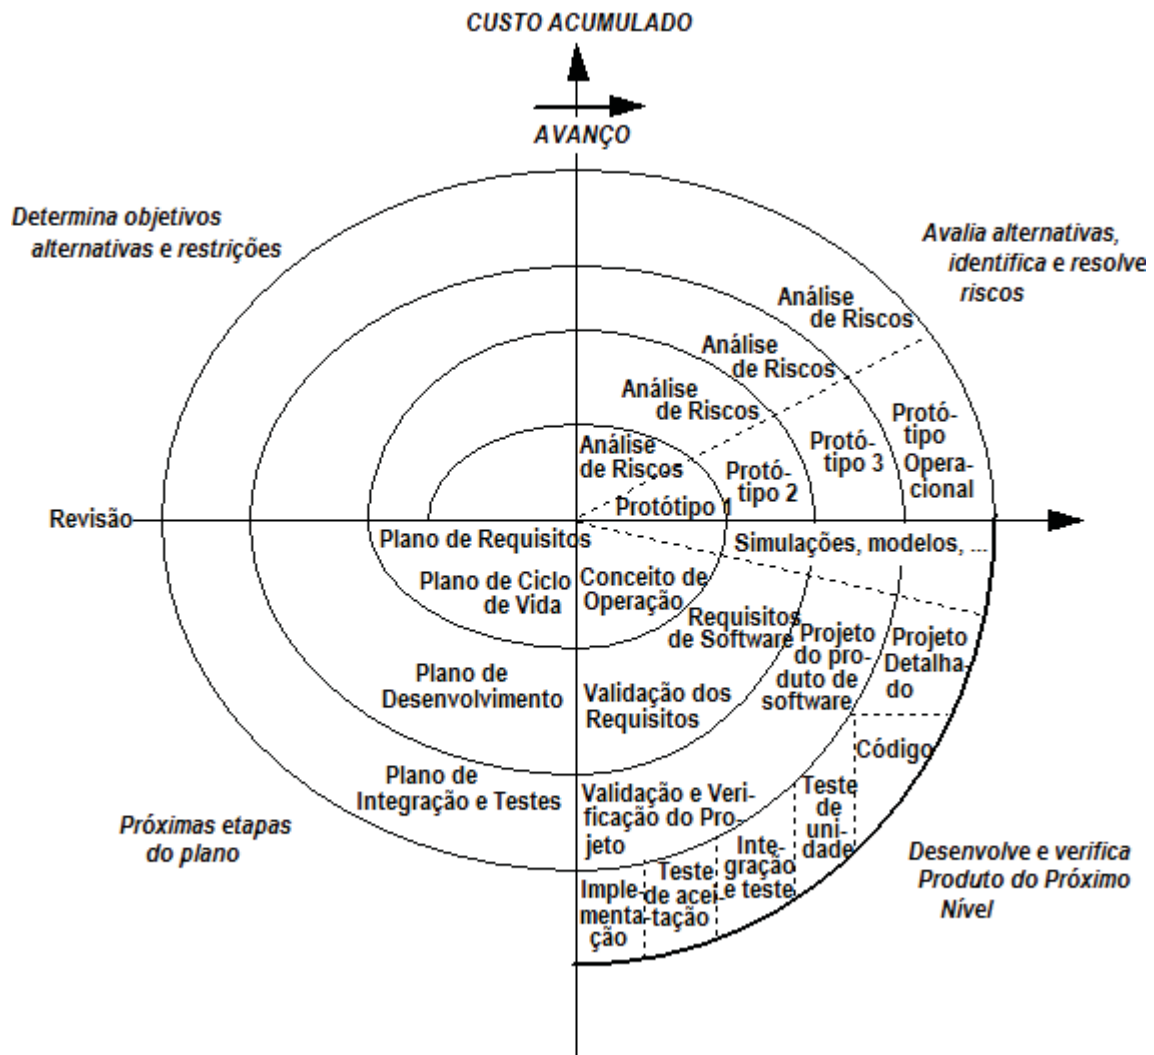 CUSTO ACUMULADO
AVANÇO
Determina objetivos
alternativas e restrições
Avalia alternativas,
identifica e resolve
riscos
Análise
de Riscos
Análise
de Riscos
Análise
de Riscos
Análise
de Riscos
Protótipo 1
Protó-
tipo 2
Protó-
tipo 3
Protó-
tipo
Opera-
cional
Revisão
Plano de Requisitos
Simulações, modelos, ...
Plano de Ciclo
de Vida
Conceito de
Operação
Requisitos
de Software
Projeto
do pro-
duto de
software
Projeto
Detalha-
do
Plano de
Desenvolvimento
Validação dos
Requisitos
Código
Plano de
Integração e Testes
Validação e Veri-
ficação do Pro-
jeto
Teste
de
uni-
dade
Inte-
gração
e teste
Teste
de acei-
tação
Imple-
menta
ção
Próximas etapas
do plano
Desenvolve e verifica
Produto do Próximo
Nível